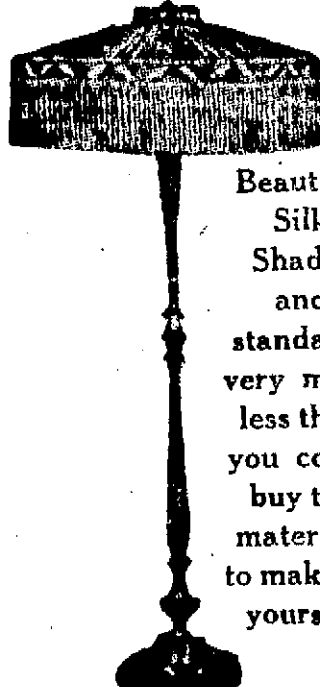 Beaut
Silk
Shad
and
standa
very m
less th
you co
buy t
mater
to mak
yours